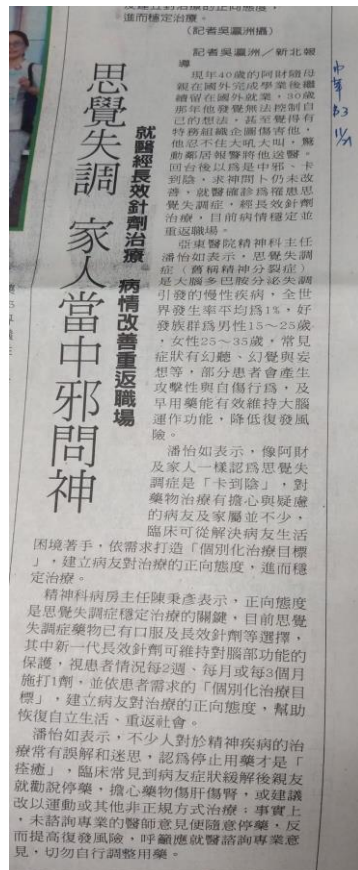 進而穩定治療。
（記者吳瀛洲攝）
中華
B3
11/21
思覺失調 家人當中邪問神
就醫經長效針劑治療 病情改善重返職場
記者吳瀛洲／新北報
導
現年40歲的阿財隨母
親在國外完成學業後繼
續留在國外就業，30歲
那年他發覺無法控制自
己的想法，甚至覺得有
特務組織企圖傷害他，
他忍不住大吼大叫，驚
動鄰居報警將他送醫。
回台後以為是中邪、卡
到陰，求神問卜仍未改
善，就醫確診為罹患思
覺失調症，經長效針劑
治療，目前病情穩定並
重返職場。
亞東醫院精神科主任
潘怡如表示，思覺失調
症（舊稱精神分裂症）
是大腦多巴胺分泌失調
引發的慢性疾病，全世
界發生率平均為1%，好
發族群為男性15～25歲
，女性25～35歲，常見
症狀有幻聽、幻覺與妄
想等，部分患者會產生
攻擊性與自傷行為，及
早用藥能有效維持大腦
運作功能，降低復發風
險。
潘怡如表示，像阿財
及家人一樣認為思覺失
調症是「卡到陰」，對
藥物治療有擔心與疑慮
的病友及家屬並不少，
臨床可從解決病友生活
困境著手，依需求打造「個別化治療目標
」，建立病友對治療的正向態度，進而穩
定治療。
精神科病房主任陳秉彥表示，正向態度
是思覺失調症穩定治療的關鍵，目前思覺
失調症藥物已有口服及長效針劑等選擇，
其中新一代長效針劑可維持對腦部功能的
保護，視患者情況每2週、每月或每3個月
施打1劑，並依患者需求的「個別化治療目
標」，建立病友對治療的正向態度，幫助
恢復自立生活、重返社會。
潘怡如表示，不少人對於精神疾病的治
療常有誤解和迷思，認為停止用藥才是「
痊癒」，臨床常見到病友症狀緩解後親友
就勸說停藥，擔心藥物傷肝傷腎，或建議
改以運動或其他非正規方式治療；事實上
，未諮詢專業的醫師意見便隨意停藥，反
而提高復發風險，呼籲應就醫諮詢專業意
見，切勿自行調整用藥。